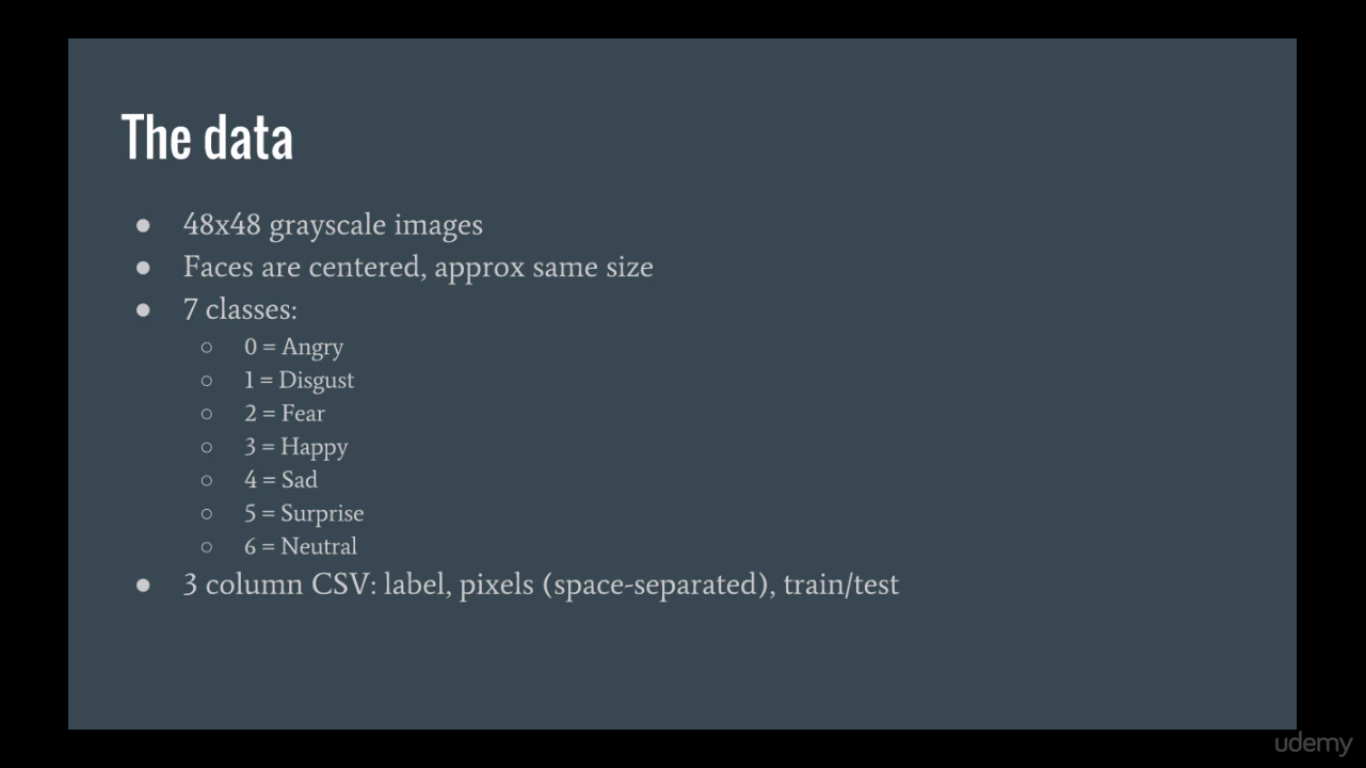 The data
● 48x48 grayscale images
● Faces are centered, approx same size
● 7 classes:
○ 0 = Angry
○ 1 = Disgust
○ 2 = Fear
○ 3 = Happy
○ 4 = Sad
○ 5 = Surprise
○ 6 = Neutral
● 3 column CSV: label, pixels (space-separated), train/test
udemy